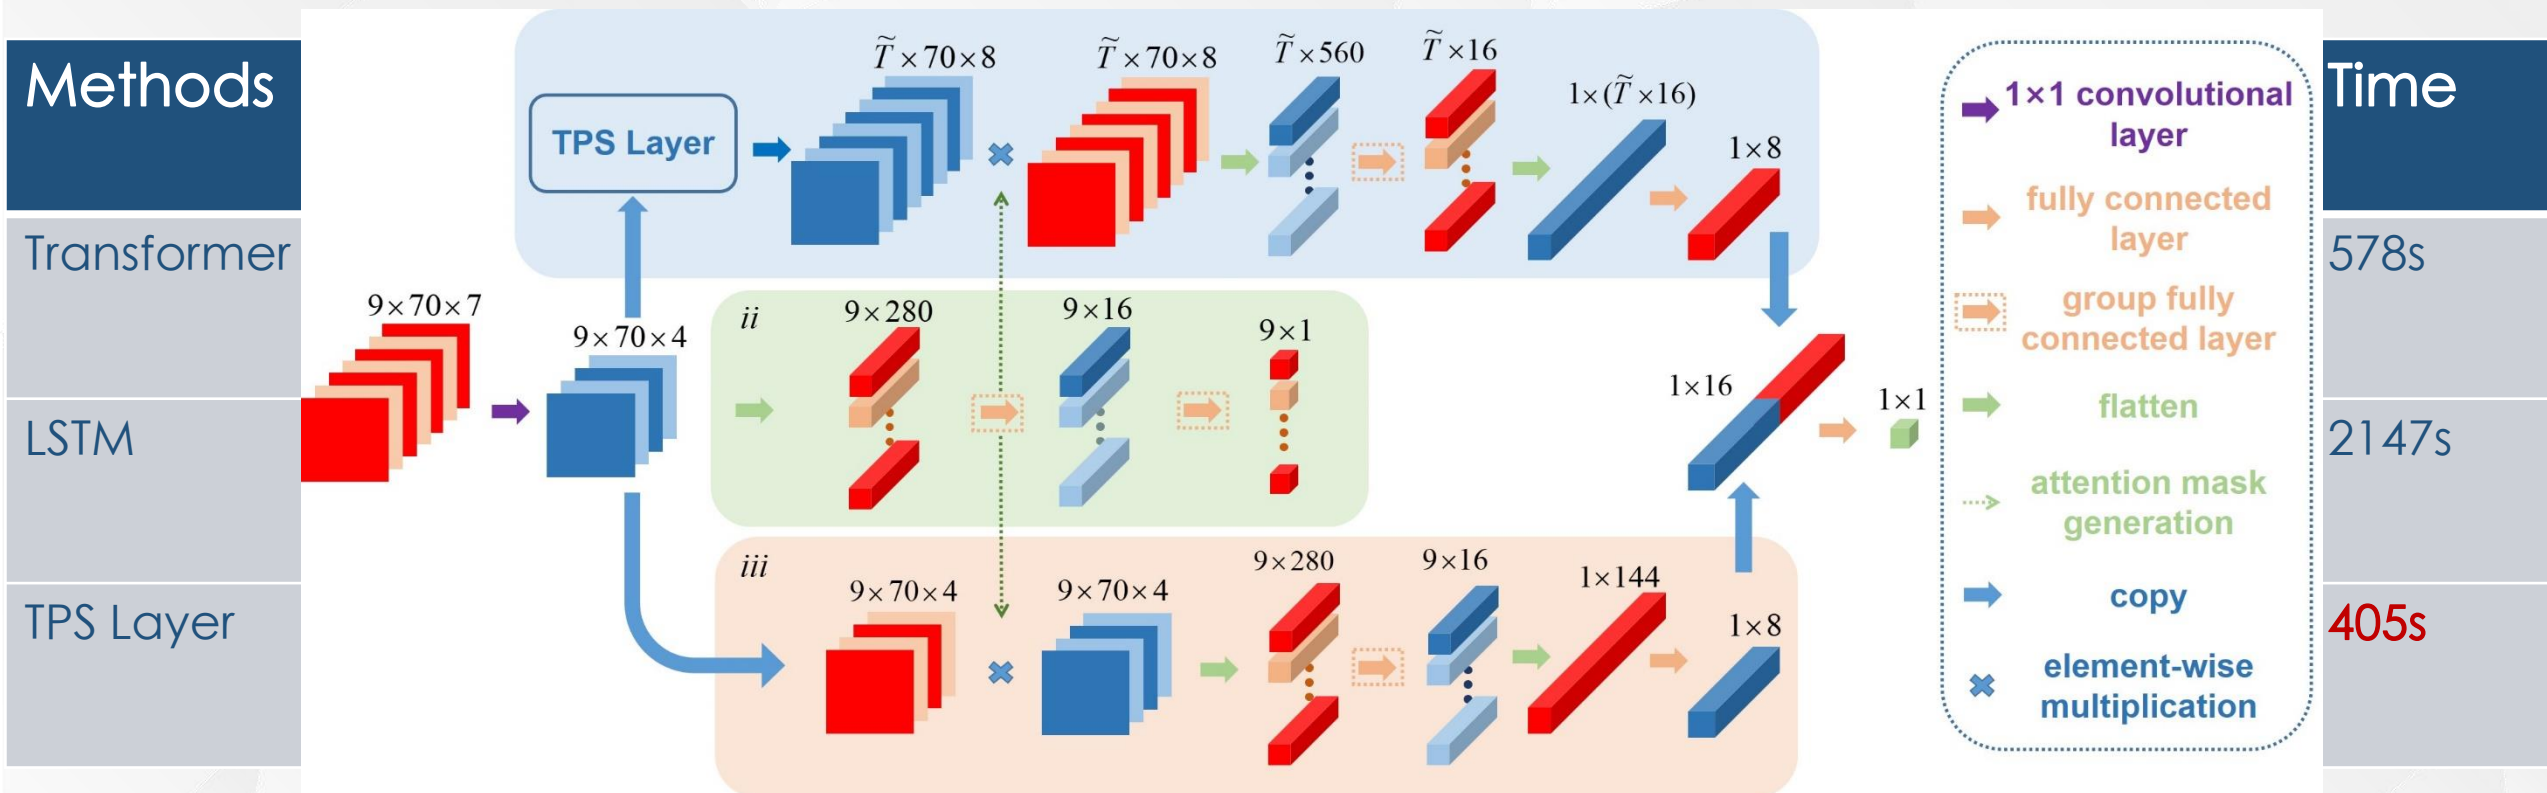 Methods
Time
Transformer
578s
LSTM
2147s
TPS Layer
405s
T̃×70×8
T̃×70×8
T̃×560
T̃×16
1×(T̃×16)
1×8
TPS Layer
9×70×7
9×70×4
ii
9×280
9×16
9×1
1×16
1×1
iii
9×70×4
9×70×4
9×280
9×16
1×144
1×8
1×1 convolutional
layer
fully connected
layer
group fully
connected layer
flatten
attention mask
generation
copy
element-wise
multiplication